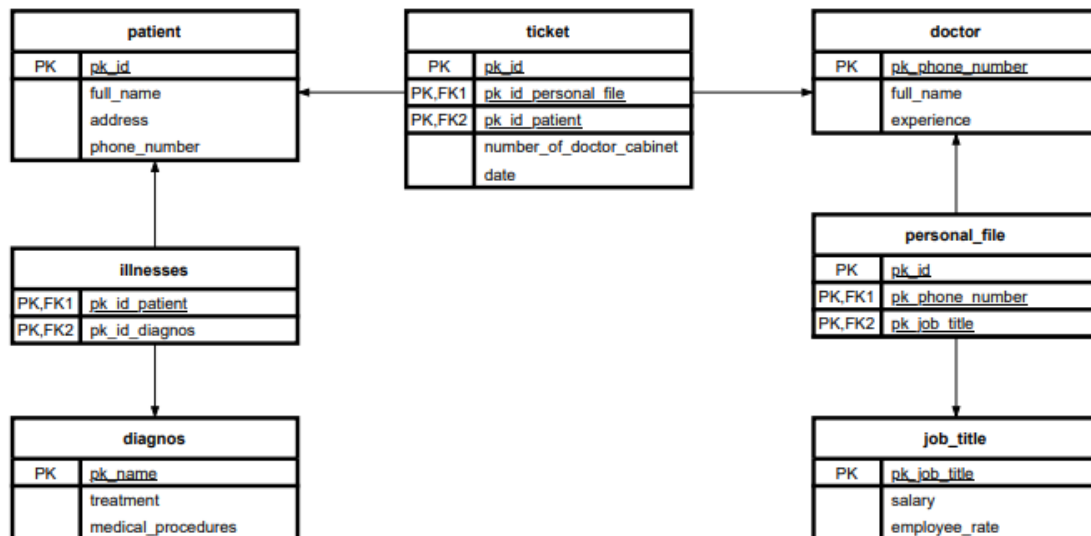 patient
PK pk_id
full_name
address
phone_number
ticket
PK pk_id
PK,FK1 pk_id_personal_file
PK,FK2 pk_id_patient
number_of_doctor_cabinet
date
doctor
PK pk_phone_number
full_name
experience
illnesses
PK,FK1 pk_id_patient
PK,FK2 pk_id_diagnos
personal_file
PK pk_id
PK,FK1 pk_phone_number
PK,FK2 pk_job_title
diagnos
PK pk_name
treatment
medical_procedures
job_title
PK pk_job_title
salary
employee_rate